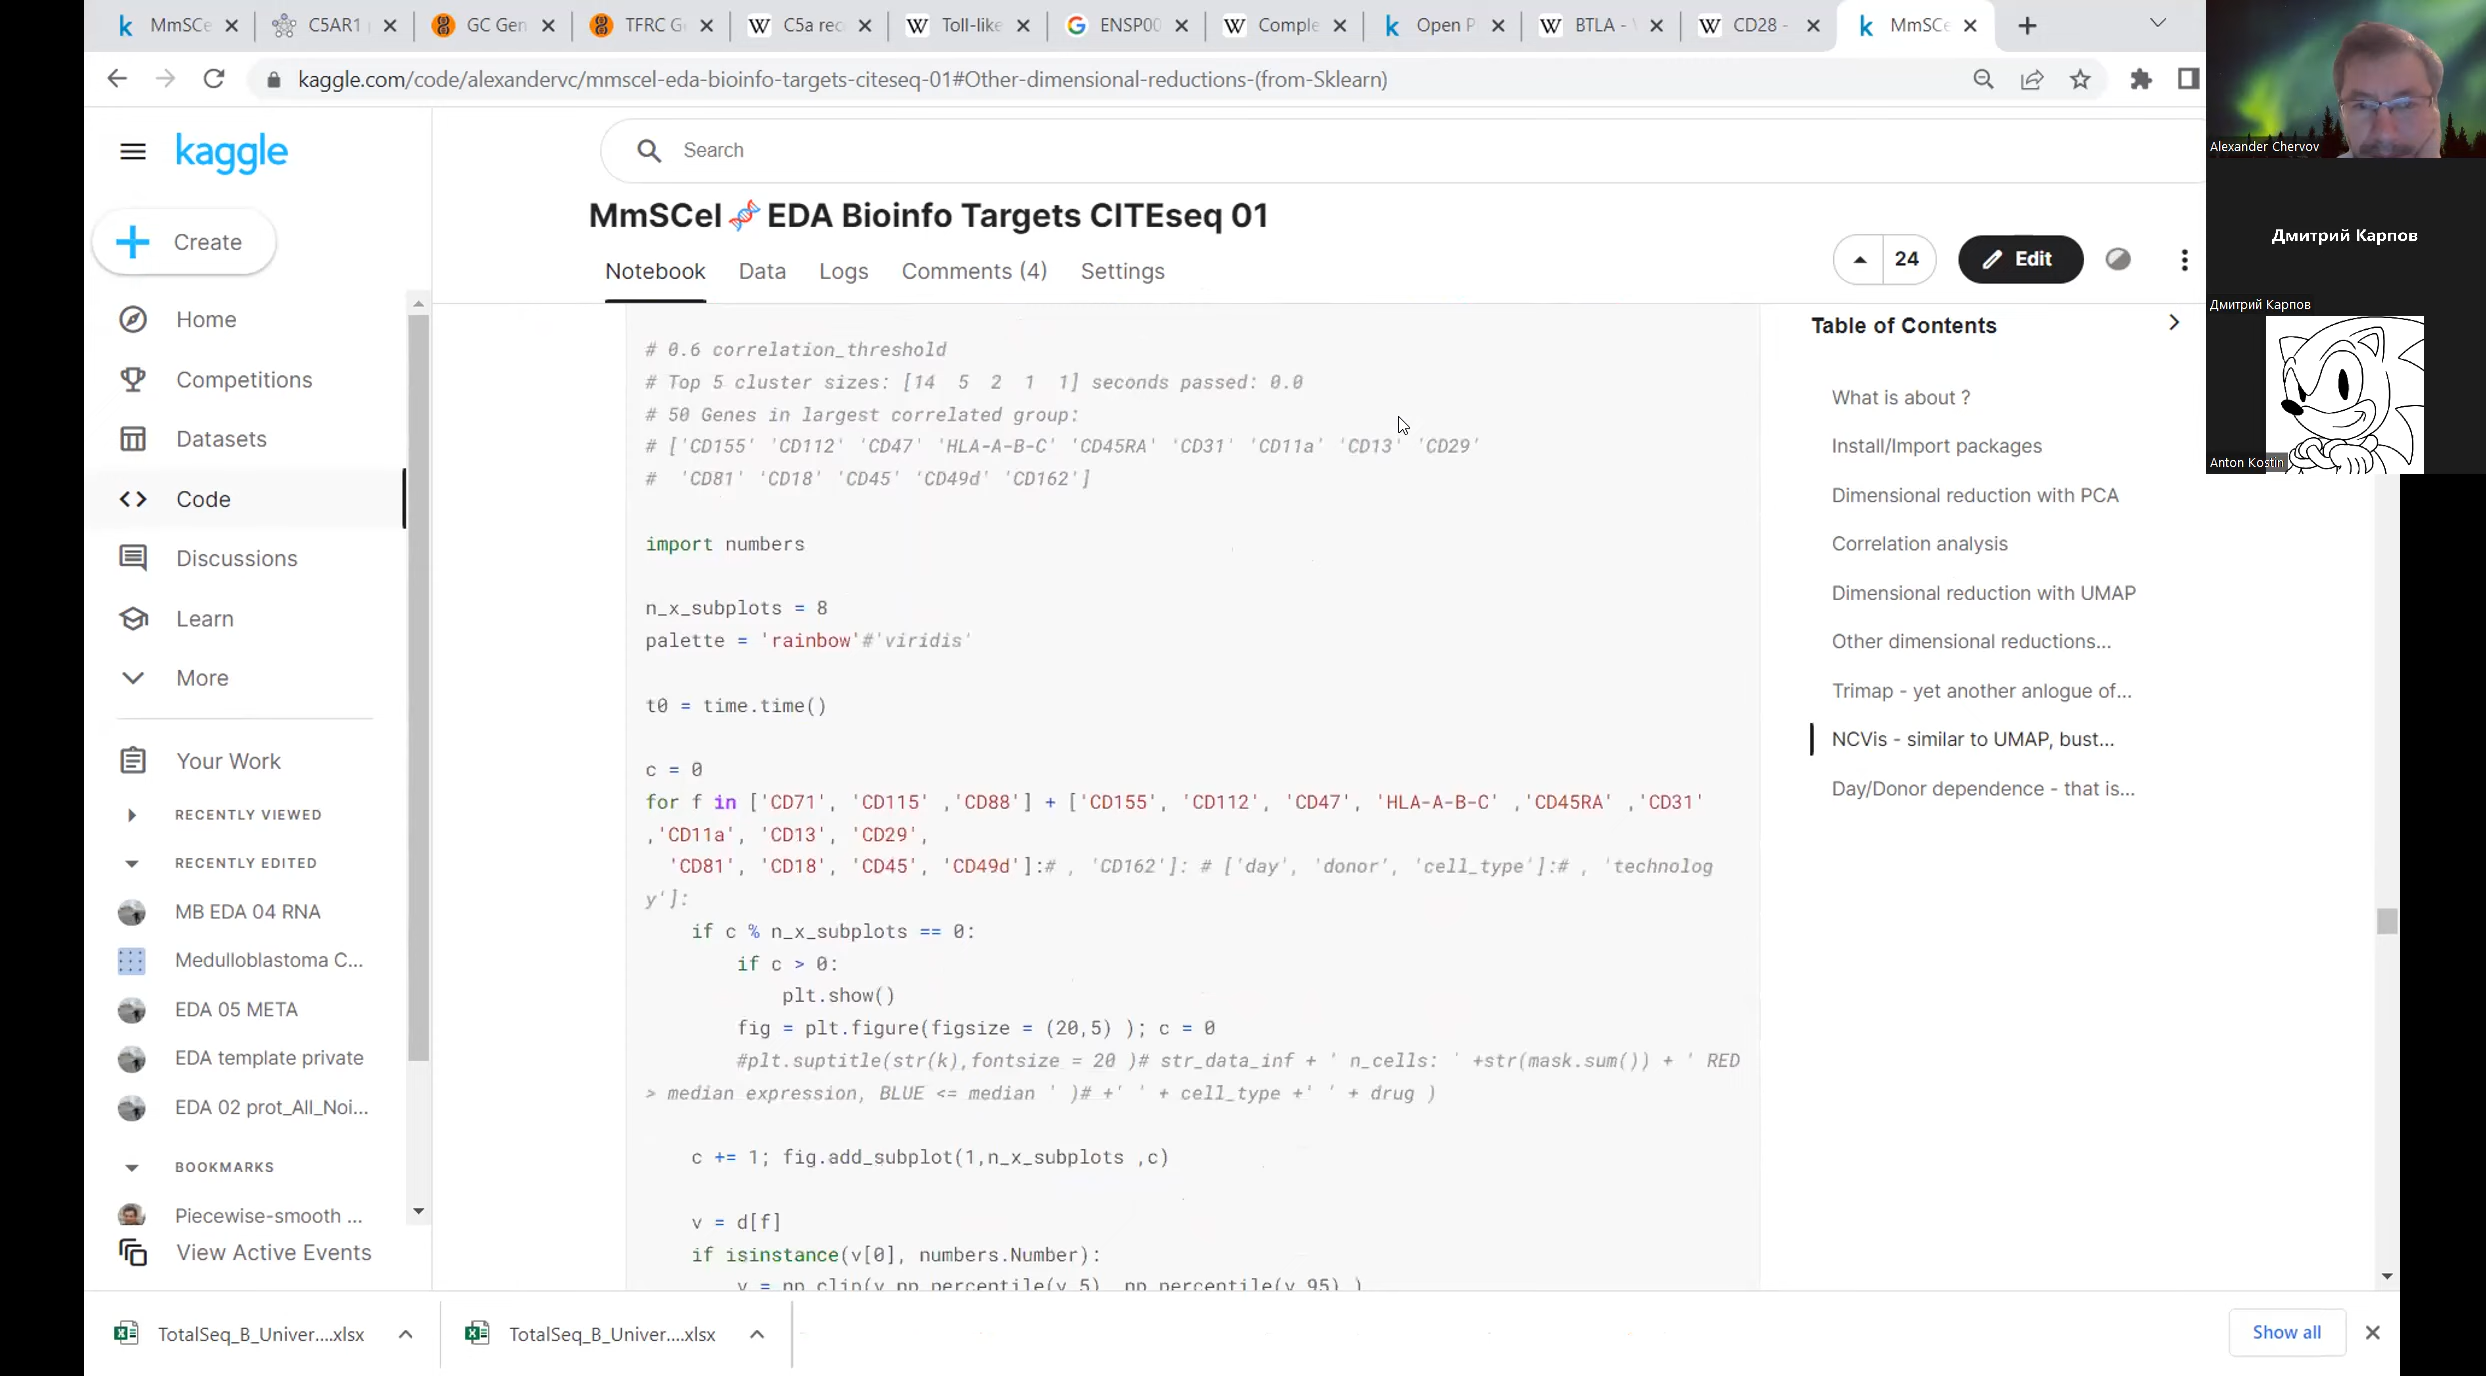 MmSCe
C5AR1
GC Gen
TFRC G
C5a rec
Toll-like
ENSP00
Comple
Open P
BTLA -
CD28 -
MmSCe
kaggle.com/code/alexandervc/mmscel-eda-bioinfo-targets-citeseq-01#Other-dimensional-reductions-(from-Sklearn)
kaggle
Search
Create
Home
Competitions
Datasets
Code
Discussions
Learn
More
Your Work
RECENTLY VIEWED
RECENTLY EDITED
MB EDA 04 RNA
Medulloblastoma C...
EDA 05 META
EDA template private
EDA 02 prot_All_Noi...
BOOKMARKS
Piecewise-smooth ...
View Active Events
MmSCel 🧬 EDA Bioinfo Targets CITEseq 01
24
Edit
Notebook
Data
Logs
Comments (4)
Settings
# 0.6 correlation_threshold
# Top 5 cluster sizes: [14  5  2  1  1] seconds passed: 0.0
# 50 Genes in largest correlated group:
# ['CD155' 'CD112' 'CD47' 'HLA-A-B-C' 'CD45RA' 'CD31' 'CD11a' 'CD13' 'CD29'
#  'CD81' 'CD18' 'CD45' 'CD49d' 'CD162']
import numbers
n_x_subplots = 8
palette = 'rainbow'#'viridis'
t0 = time.time()
c = 0
for f in ['CD71', 'CD115' ,'CD88'] + ['CD155', 'CD112', 'CD47', 'HLA-A-B-C' ,'CD45RA' ,'CD31'
,'CD11a', 'CD13', 'CD29',
'CD81', 'CD18', 'CD45', 'CD49d']:# , 'CD162']: # ['day', 'donor', 'cell_type']:# , 'technolog
y']:
if c % n_x_subplots == 0:
if c > 0:
plt.show()
fig = plt.figure(figsize = (20,5) ); c = 0
#plt.suptitle(str(k),fontsize = 20 )# str_data_inf + ' n_cells: ' +str(mask.sum()) + ' RED
> median expression, BLUE <= median ' )# +' ' + cell_type +' ' + drug )
c += 1; fig.add_subplot(1,n_x_subplots ,c)
v = d[f]
if isinstance(v[0], numbers.Number):
v = np.clip(v,np.percentile(v,5), np.percentile(v,95) )
Table of Contents
What is about ?
Install/Import packages
Dimensional reduction with PCA
Correlation analysis
Dimensional reduction with UMAP
Other dimensional reductions...
Trimap - yet another anlogue of...
NCVis - similar to UMAP, bust...
Day/Donor dependence - that is...
Alexander Chervov
Дмитрий Карпов
Дмитрий Карпов
Anton Kostin
TotalSeq_B_Univer....xlsx
TotalSeq_B_Univer....xlsx
Show all